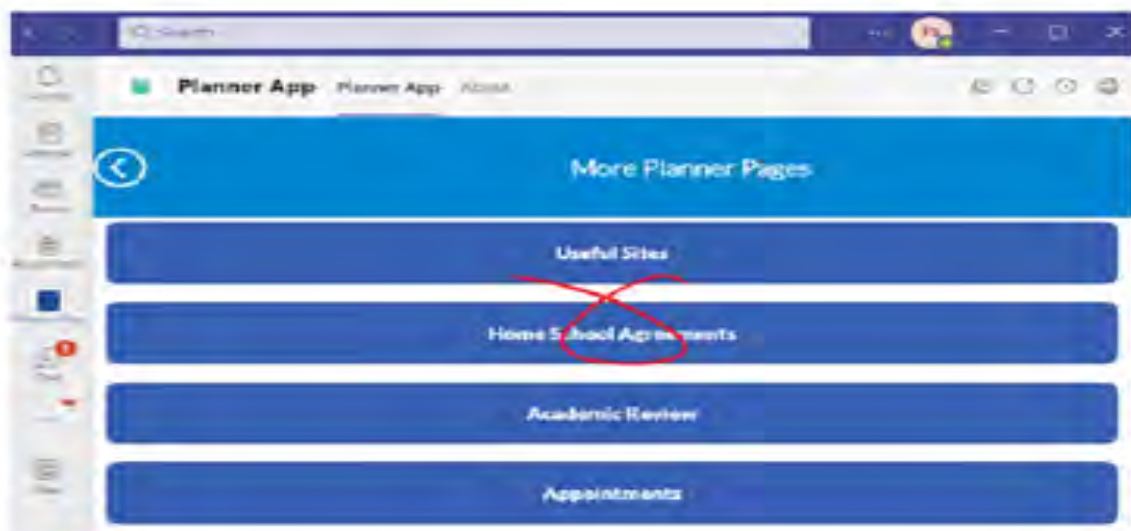 Search
Planner App Planner App About
More Planner Pages
Useful Sites
Home School Agreements
Academic Review
Appointments